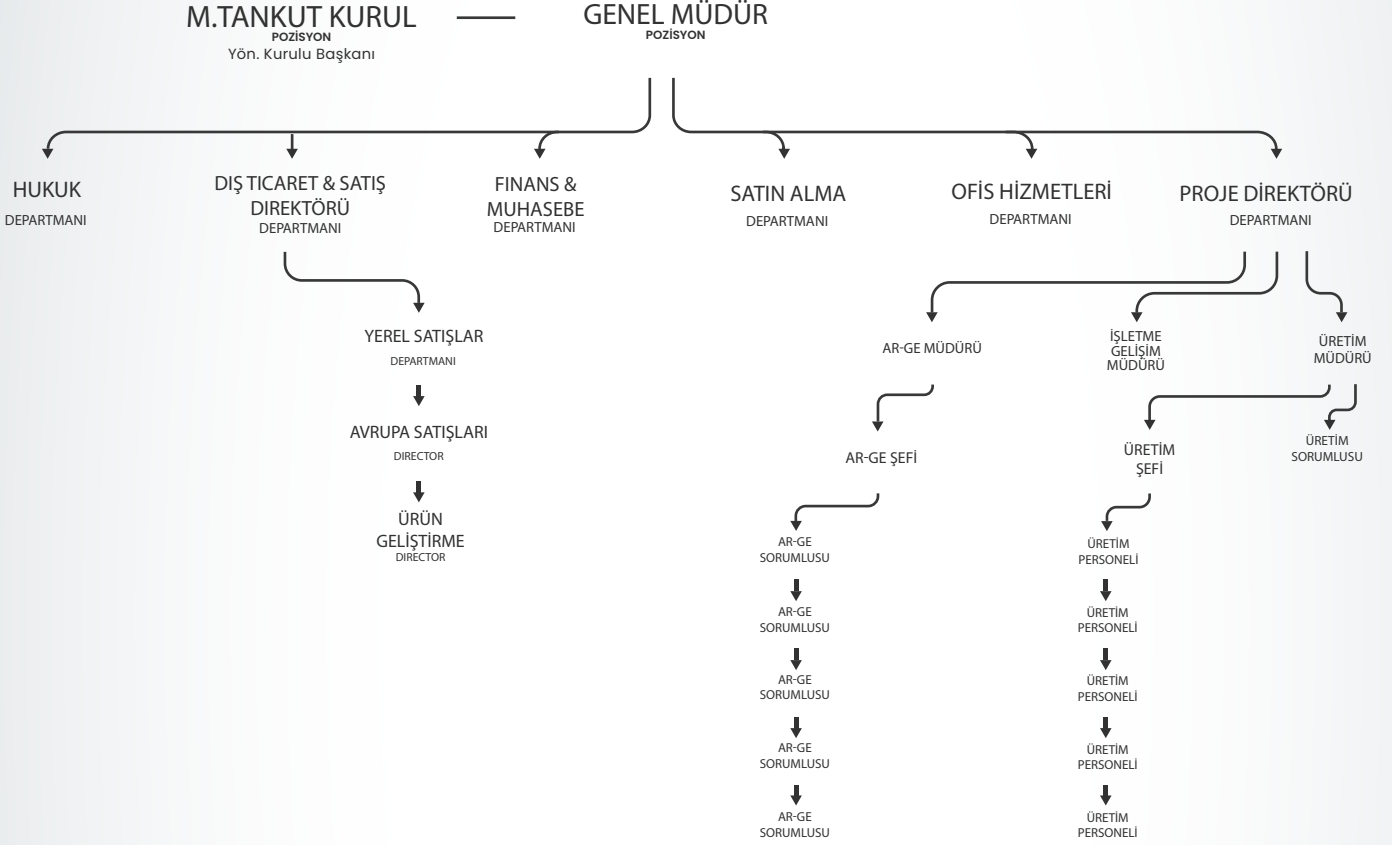 M.TANKUT KURUL
POZİSYON
Yön. Kurulu Başkanı
GENEL MÜDÜR
POZİSYON
HUKUK
DEPARTMANI
DIŞ TICARET & SATIŞ
DIREKTÖRÜ
DEPARTMANI
FINANS &
MUHASEBE
DEPARTMANI
SATIN ALMA
DEPARTMANI
OFİS HİZMETLERİ
DEPARTMANI
PROJE DİREKTÖRÜ
DEPARTMANI
YEREL SATIŞLAR
DEPARTMANI
AVRUPA SATIŞLARI
DIRECTOR
ÜRÜN
GELİŞTİRME
DIRECTOR
AR-GE MÜDÜRÜ
AR-GE ŞEFİ
AR-GE
SORUMLUSU
AR-GE
SORUMLUSU
AR-GE
SORUMLUSU
AR-GE
SORUMLUSU
AR-GE
SORUMLUSU
İŞLETME
GELİŞİM
MÜDÜRÜ
ÜRETİM
MÜDÜRÜ
ÜRETİM
ŞEFİ
ÜRETİM
SORUMLUSU
ÜRETİM
PERSONELİ
ÜRETİM
PERSONELİ
ÜRETİM
PERSONELİ
ÜRETİM
PERSONELİ
ÜRETİM
PERSONELİ